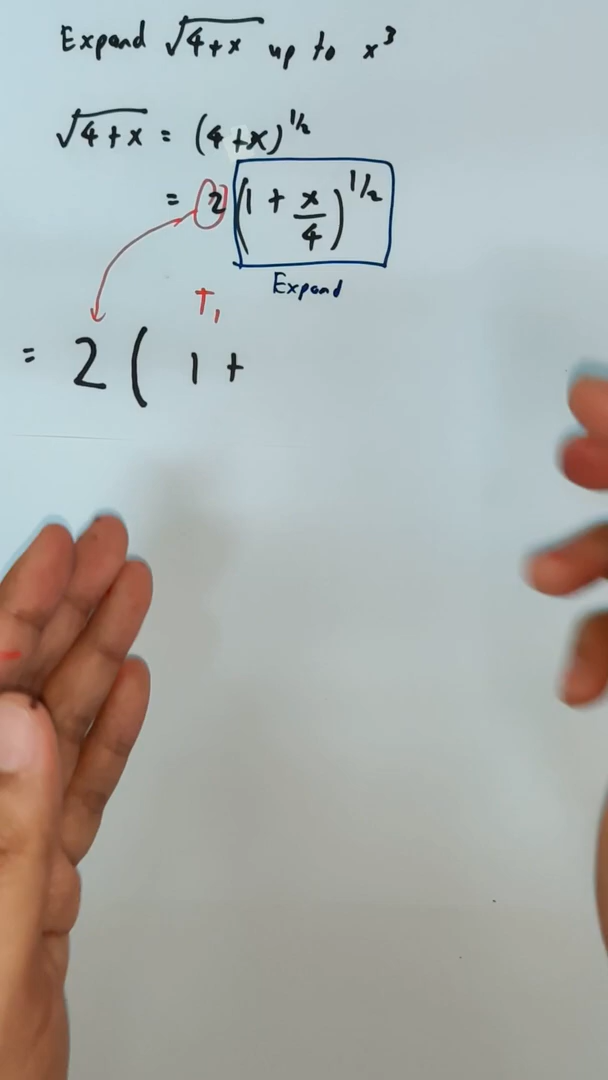 Expand √(4+x) up to x³
√(4+x) = (4+x)^1/2
= 2(1 + x/4)^1/2
Expand
T₁
= 2 ( 1 +